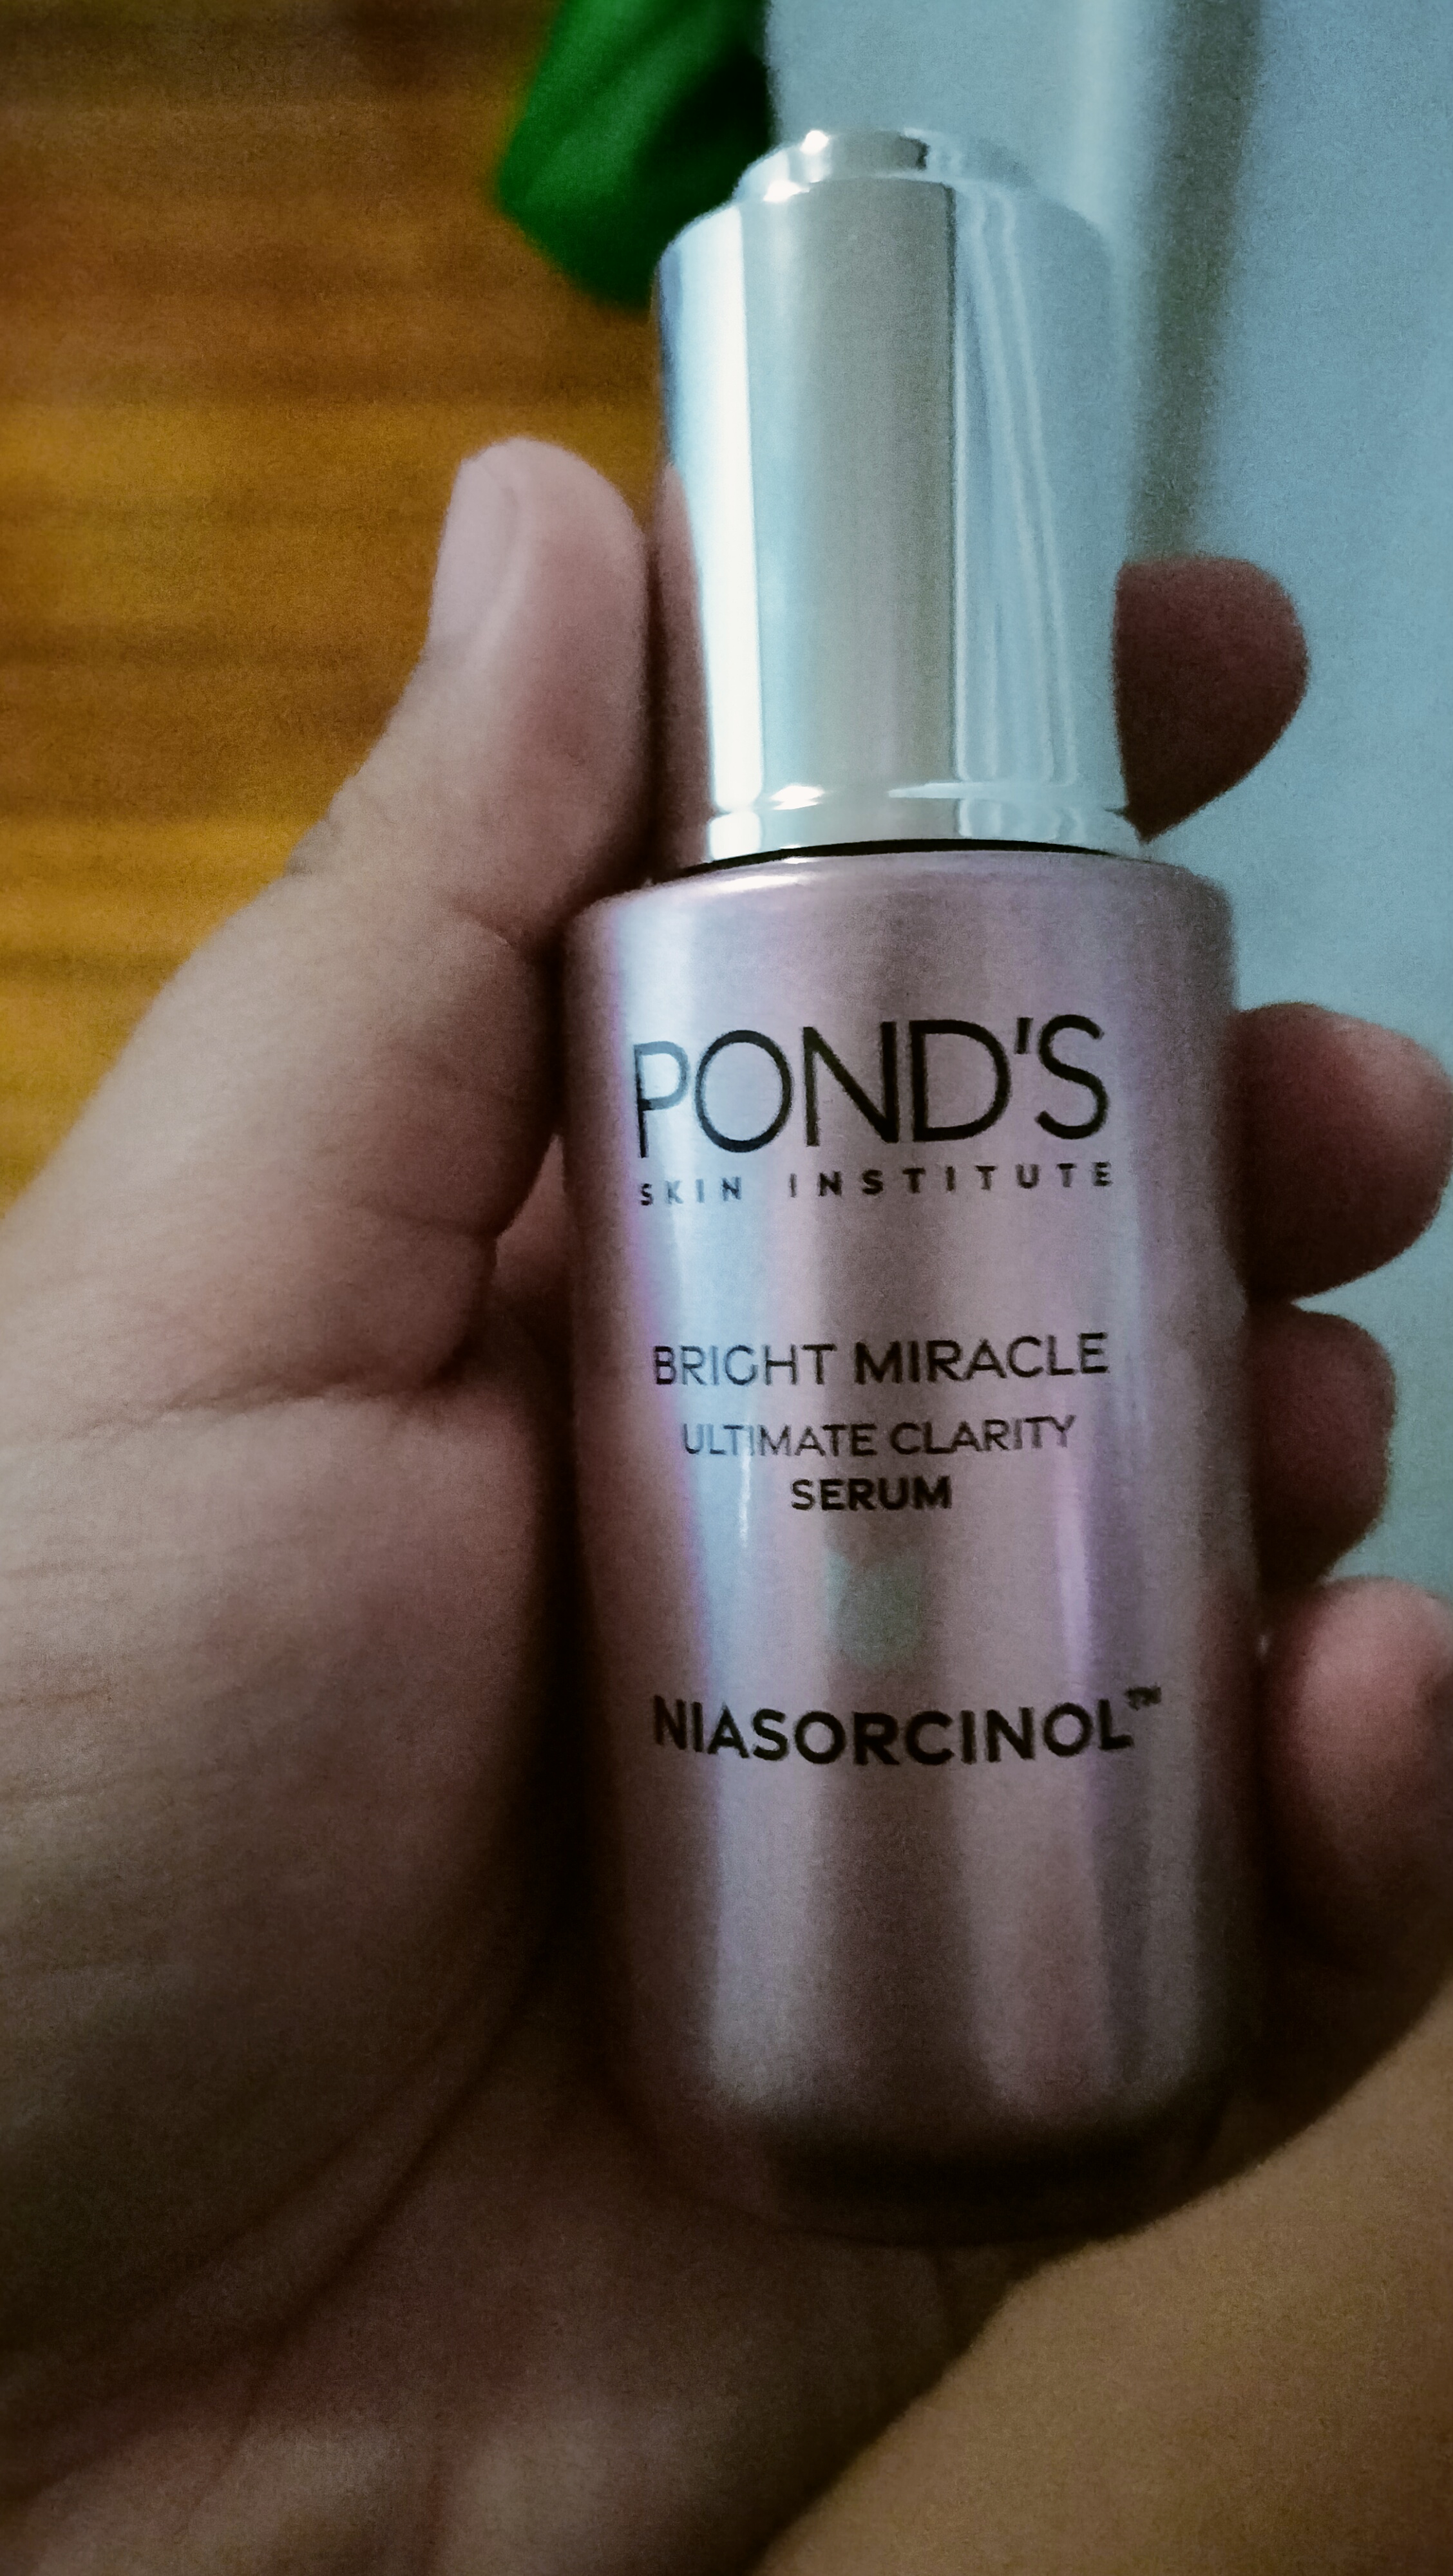 POND'S
SKIN INSTITUTE
BRIGHT MIRACLE
ULTIMATE CLARITY
SERUM
NIASORCINOL™